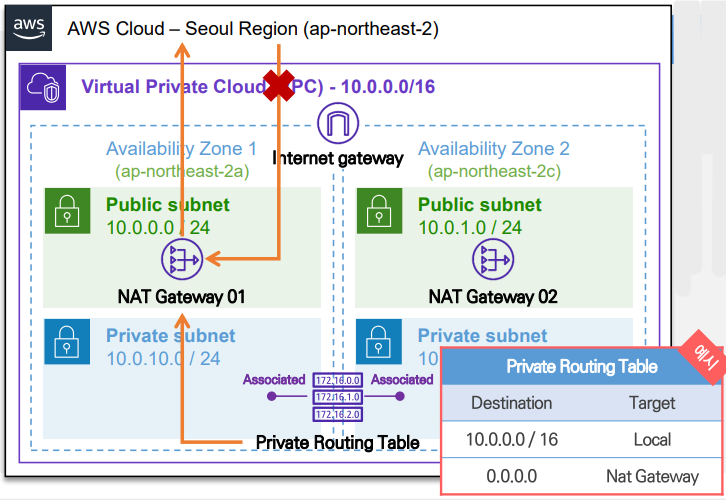 aws
AWS Cloud – Seoul Region (ap-northeast-2)
Virtual Private Cloud PC) - 10.0.0.0/16
Internet gateway
Availability Zone 1
(ap-northeast-2a)
Public subnet
10.0.0.0 / 24
NAT Gateway 01
Private subnet
10.0.10.0 / 24
Availability Zone 2
(ap-northeast-2c)
Public subnet
10.0.1.0 / 24
NAT Gateway 02
Private subnet
10
Associated
172.16.0.0
172.16.1.0
172.16.2.0
Associated
Private Routing Table
예시
Private Routing Table
Destination Target
10.0.0.0 / 16 Local
0.0.0.0 Nat Gateway